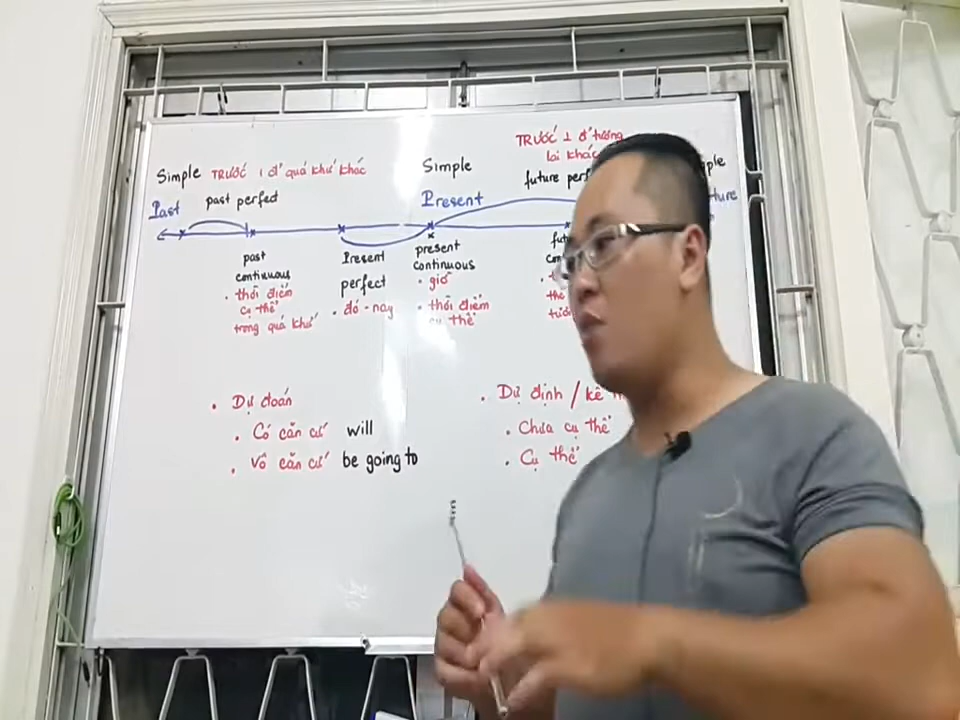 Simple TRƯỚC 1 đ' quá khứ khác
past perfect
Past
past
continuous
. thời điểm
cụ thể
trong quá khứ
Present
perfect
. đó - nay
Simple
Present
present
continuous
. giờ
. thời điểm
cụ thể
TRƯỚC 1 đ' tương
lai khác
future
. Dự đoán
. Có căn cứ will
. Vô căn cứ be going to
. Dự định / kế
. Chưa cụ thể
. Cụ thể